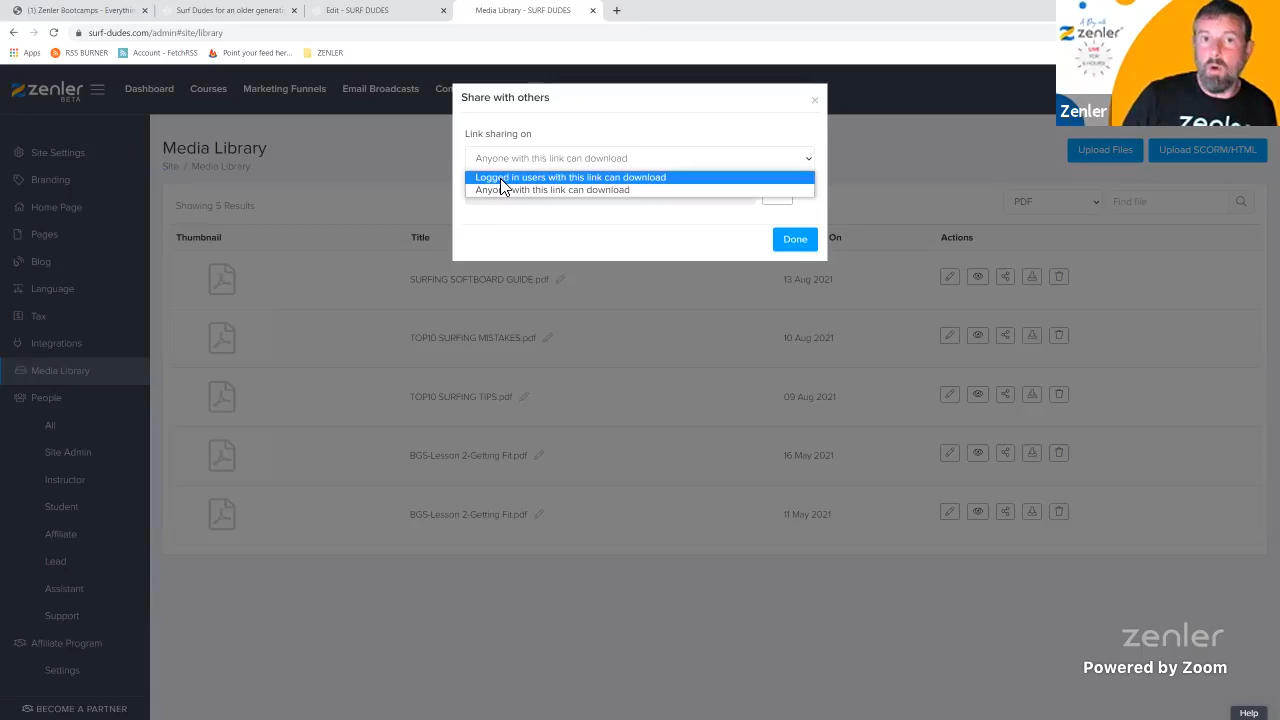 (1) Zenler Bootcamps - Everythin
Surf Dudes for an older generati
Edit – SURF DUDES
Media Library - SURF DUDES
surf-dudes.com/admin#site/library
Apps
RSS BURNER
Account - FetchRSS
Point your feed her...
ZENLER
zenler
BETA
Dashboard
Courses
Marketing Funnels
Email Broadcasts
Site Settings
Branding
Home Page
Pages
Blog
Language
Tax
Integrations
Media Library
People
All
Site Admin
Instructor
Student
Affiliate
Lead
Assistant
Support
Affiliate Program
Settings
BECOME A PARTNER
Media Library
Site / Media Library
Upload Files
Upload SCORM/HTML
Showing 5 Results
PDF
Find file
Share with others
Link sharing on
Anyone with this link can download
Logged in users with this link can download
Anyone with this link can download
Done
Thumbnail
Title
On
Actions
SURFING SOFTBOARD GUIDE.pdf
13 Aug 2021
TOP10 SURFING MISTAKES.pdf
10 Aug 2021
TOP10 SURFING TIPS.pdf
09 Aug 2021
BGS-Lesson 2-Getting Fit.pdf
16 May 2021
BGS-Lesson 2-Getting Fit.pdf
11 May 2021
A Day with
zenler
LIVE
FOR
6 HOURS
Zenler
zenler
Powered by Zoom
Help